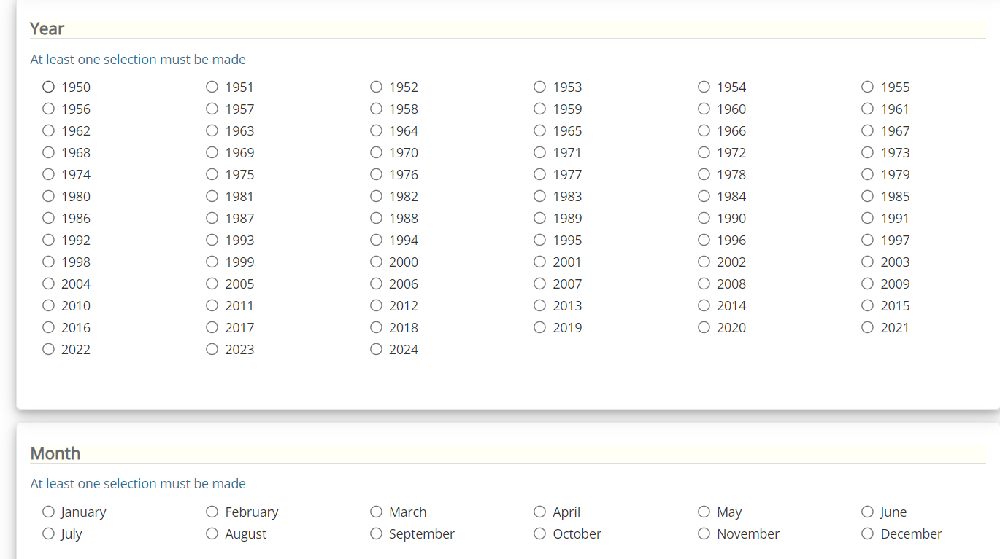 Year
At least one selection must be made
1950 1951 1952 1953 1954 1955
1956 1957 1958 1959 1960 1961
1962 1963 1964 1965 1966 1967
1968 1969 1970 1971 1972 1973
1974 1975 1976 1977 1978 1979
1980 1981 1982 1983 1984 1985
1986 1987 1988 1989 1990 1991
1992 1993 1994 1995 1996 1997
1998 1999 2000 2001 2002 2003
2004 2005 2006 2007 2008 2009
2010 2011 2012 2013 2014 2015
2016 2017 2018 2019 2020 2021
2022 2023 2024
Month
At least one selection must be made
January February March April May June
July August September October November December